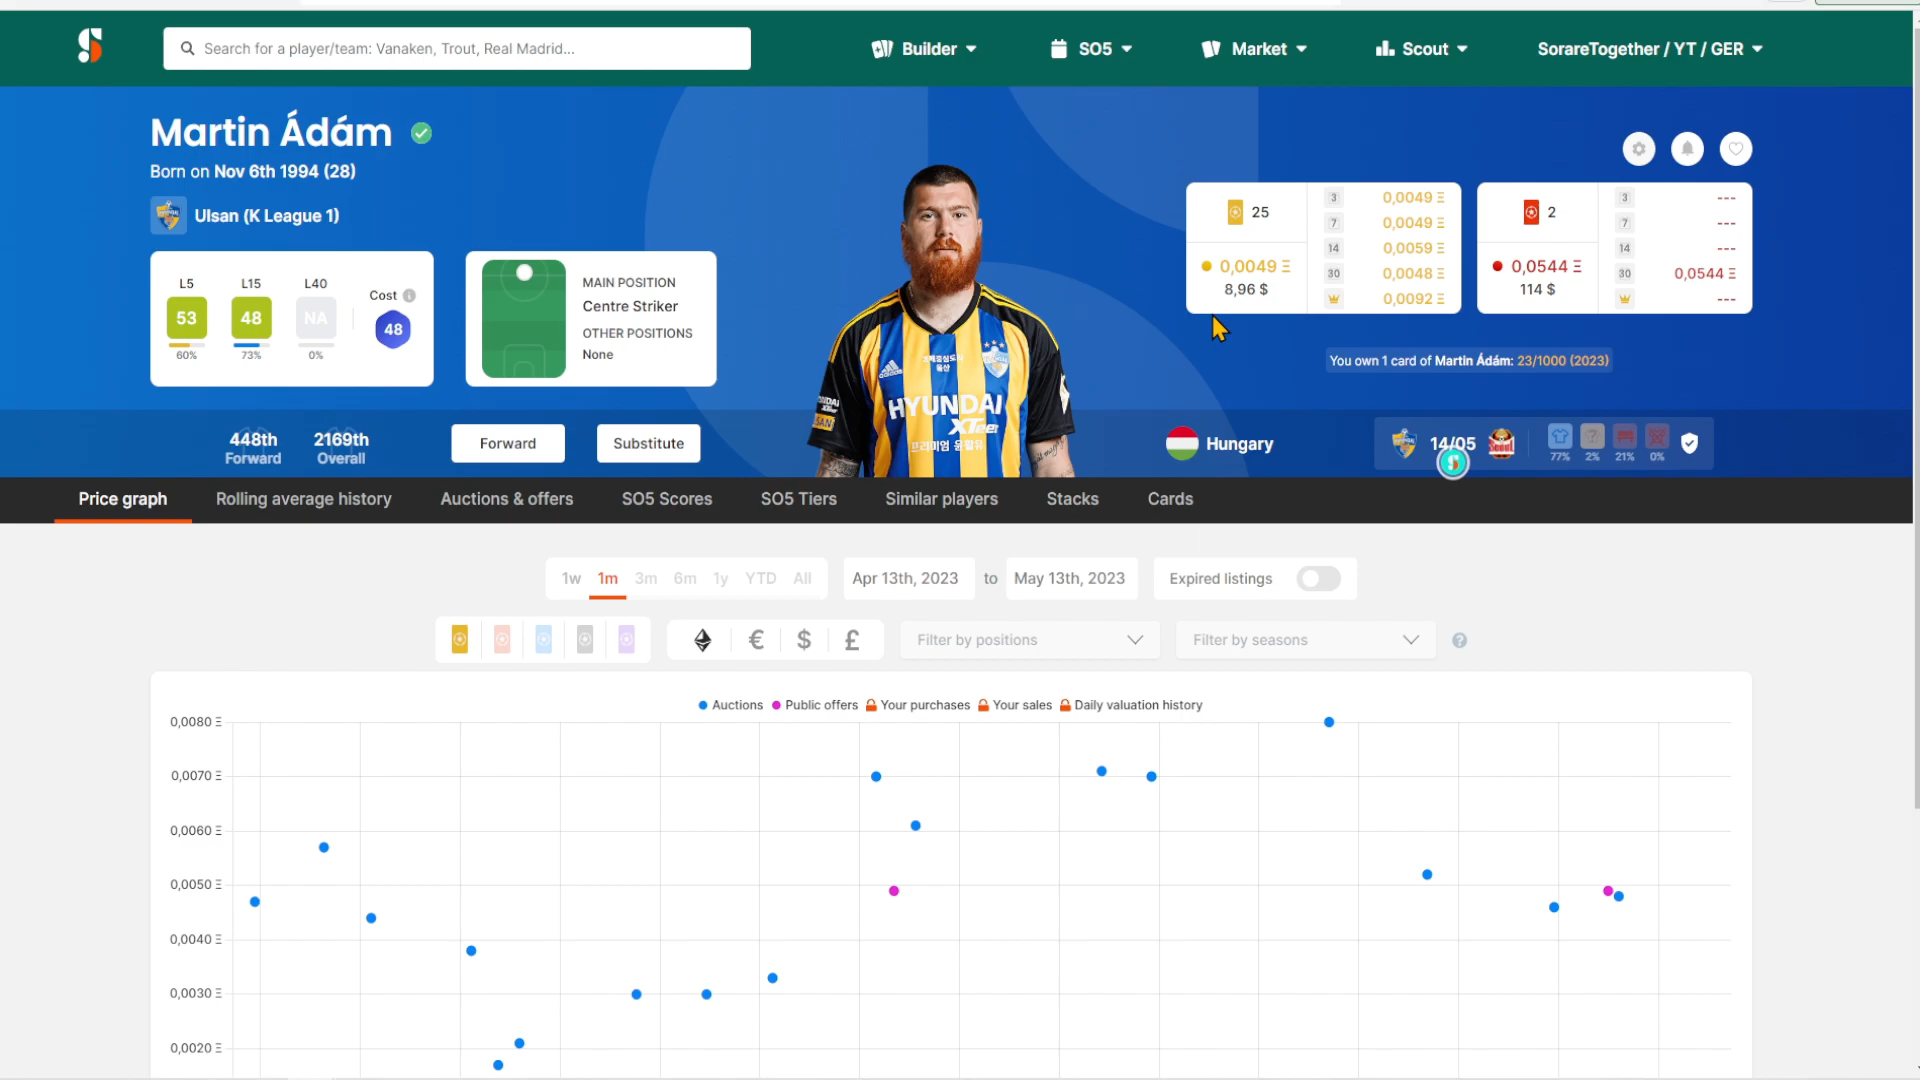 Search for a player/team: Vanaken, Trout, Real Madrid...
Builder
SO5
Market
Scout
SorareTogether / YT / GER
Martin Ádám
Born on Nov 6th 1994 (28)
Ulsan (K League 1)
L5
L15
L40
Cost
53
48
NA
48
60%
73%
0%
MAIN POSITION
Centre Striker
OTHER POSITIONS
None
25
0,0049 Ξ
8,96 $
3
0,0049 Ξ
7
0,0049 Ξ
14
0,0059 Ξ
30
0,0048 Ξ
0,0092 Ξ
2
0,0544 Ξ
114 $
3
---
7
---
14
---
30
0,0544 Ξ
---
You own 1 card of Martin Ádám: 23/1000 (2023)
HYUNDAI
XTeer
프리미엄 윤활유
448th
Forward
2169th
Overall
Forward
Substitute
Hungary
14/05
77%
2%
21%
0%
Price graph
Rolling average history
Auctions & offers
SO5 Scores
SO5 Tiers
Similar players
Stacks
Cards
1w
1m
3m
6m
1y
YTD
All
Apr 13th, 2023
to
May 13th, 2023
Expired listings
€
$
£
Filter by positions
Filter by seasons
?
Auctions
Public offers
Your purchases
Your sales
Daily valuation history
0,0080 Ξ
0,0070 Ξ
0,0060 Ξ
0,0050 Ξ
0,0040 Ξ
0,0030 Ξ
0,0020 Ξ